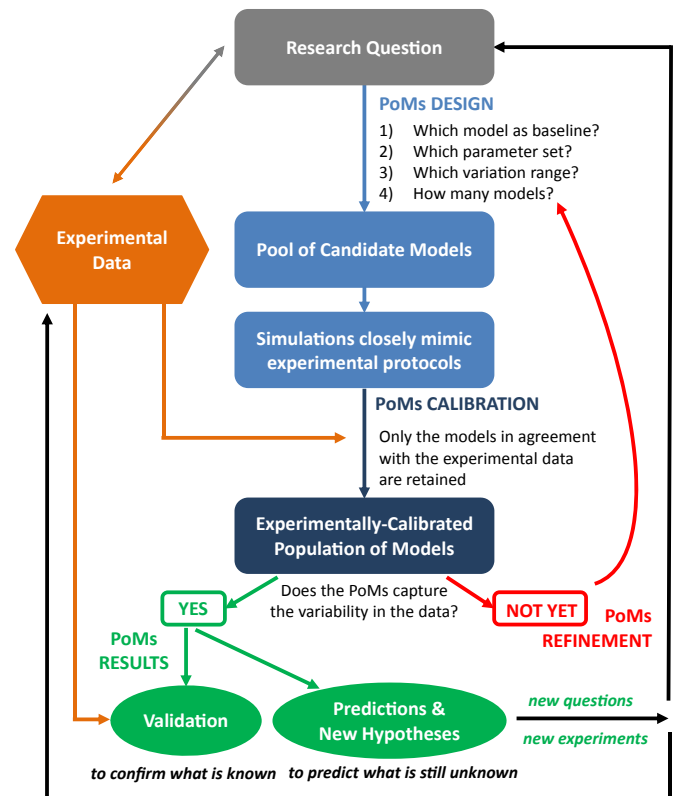 Research Question
PoMs DESIGN
1) Which model as baseline?
2) Which parameter set?
3) Which variation range?
4) How many models?
Experimental
Data
Pool of Candidate Models
Simulations closely mimic
experimental protocols
PoMs CALIBRATION
Only the models in agreement
with the experimental data
are retained
Experimentally-Calibrated
Population of Models
Does the PoMs capture
the variability in the data?
YES
NOT YET
PoMs
REFINEMENT
PoMs
RESULTS
Validation
Predictions &
New Hypotheses
new questions
new experiments
to confirm what is known
to predict what is still unknown